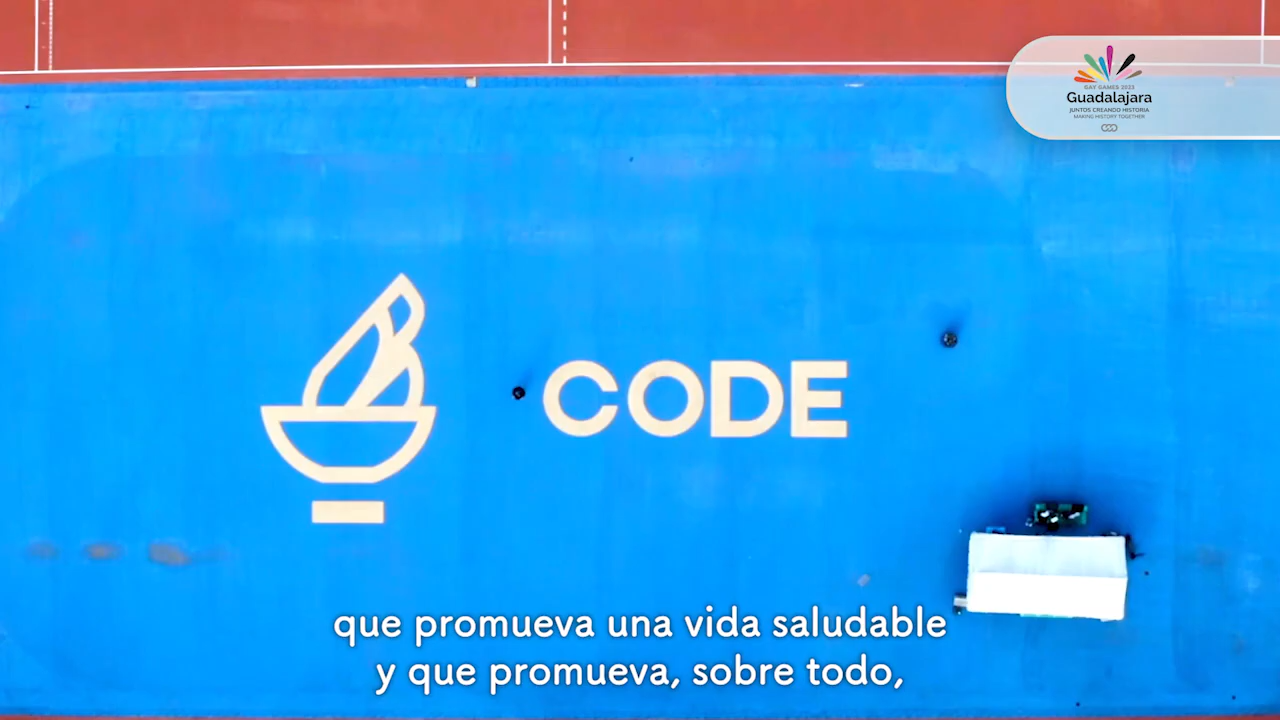 GAY GAMES 2023
Guadalajara
JUNTOS CREANDO HISTORIA
MAKING HISTORY TOGETHER
CODE
que promueva una vida saludable
y que promueva, sobre todo,